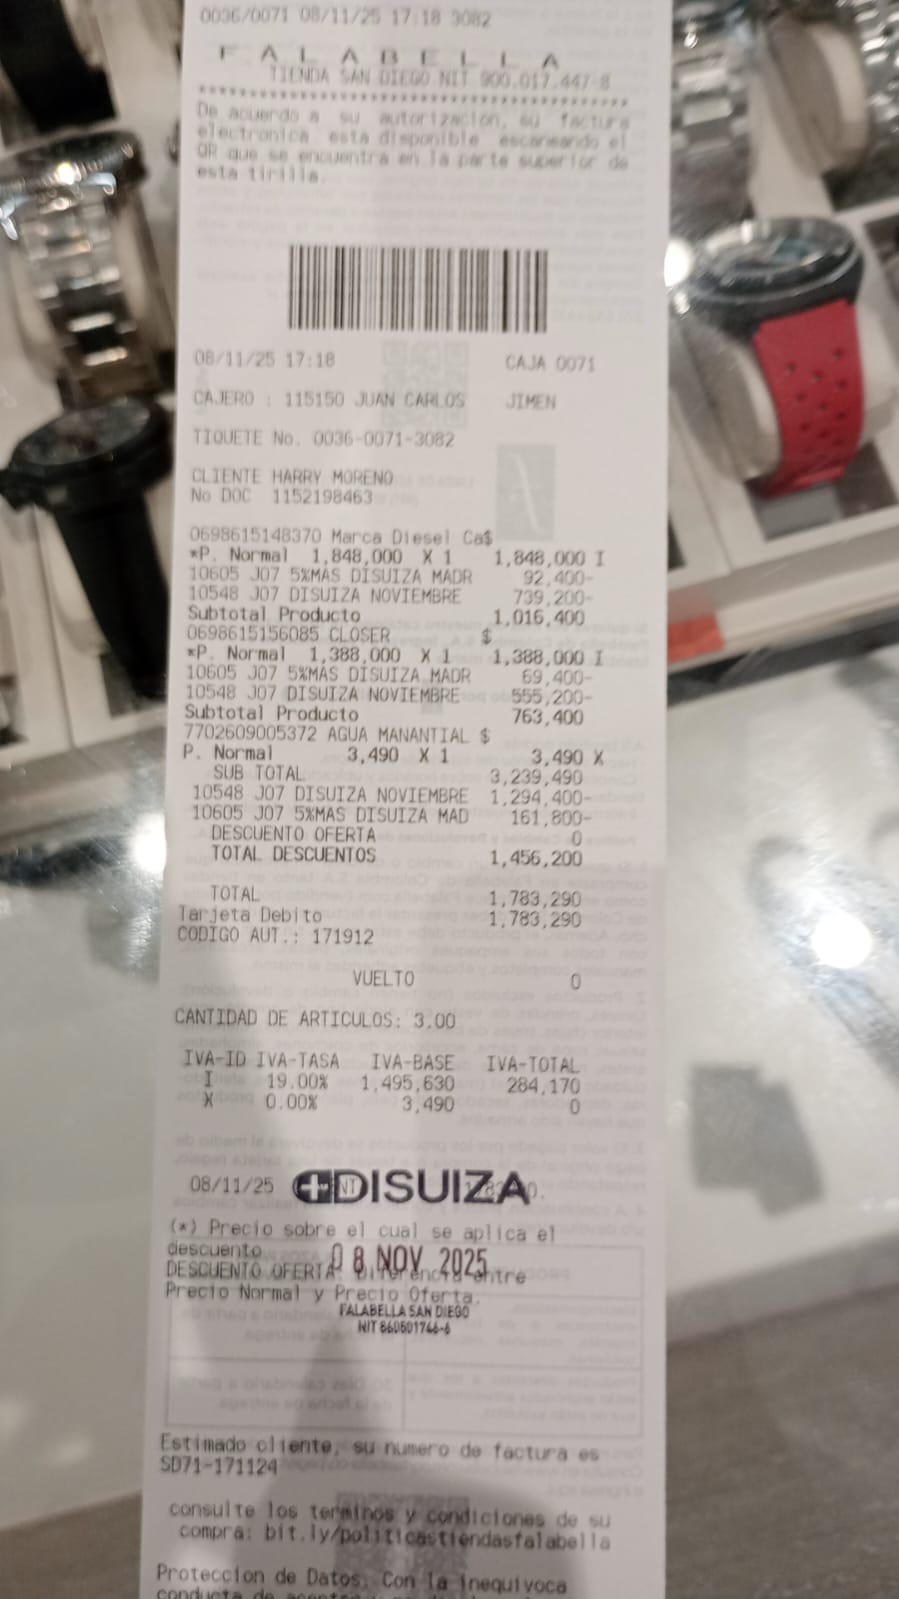 0036/0071 08/11/25 17:18 3082
F A L A B E L L A
TIENDA SAN DIEGO NIT 900.017.447-8
****************************************
De acuerdo a su autorizacion, su factura
electronica esta disponible escaneando el
QR que se encuentra en la parte superior de
esta tirilla.
08/11/25 17:18 CAJA 0071
CAJERO : 115150 JUAN CARLOS JIMEN
TIQUETE No. 0036-0071-3082
CLIENTE HARRY MORENO
No DOC 1152198463
0698615148370 Marca Diesel Ca$
*P. Normal 1,848,000 X 1 1,848,000 I
10605 J07 5%MAS DISUIZA MADR 92,400-
10548 J07 DISUIZA NOVIEMBRE 739,200-
Subtotal Producto 1,016,400
0698615156085 CLOSER $
*P. Normal 1,388,000 X 1 1,388,000 I
10605 J07 5%MAS DISUIZA MADR 69,400-
10548 J07 DISUIZA NOVIEMBRE 555,200-
Subtotal Producto 763,400
7702609005372 AGUA MANANTIAL $
P. Normal 3,490 X 1 3,490 X
SUB TOTAL 3,239,490
10548 J07 DISUIZA NOVIEMBRE 1,294,400-
10605 J07 5%MAS DISUIZA MAD 161,800-
DESCUENTO OFERTA 0
TOTAL DESCUENTOS 1,456,200
TOTAL 1,783,290
Tarjeta Debito 1,783,290
CODIGO AUT.: 171912
VUELTO 0
CANTIDAD DE ARTICULOS: 3.00
IVA-ID IVA-TASA IVA-BASE IVA-TOTAL
I 19.00% 1,495,630 284,170
X 0.00% 3,490 0
08/11/25 DISUIZA
(*) Precio sobre el cual se aplica el
descuento
08 NOV 2025
DESCUENTO OFERTA: Diferencia entre
Precio Normal y Precio Oferta.
FALABELLA SAN DIEGO
NIT 860501746-6
Estimado cliente, su numero de factura es
SD71-171124
consulte los terminos y condiciones de su
compra: bit.ly/politicastiendasfalabella
Proteccion de Datos. Con la inequivoca
conducta de